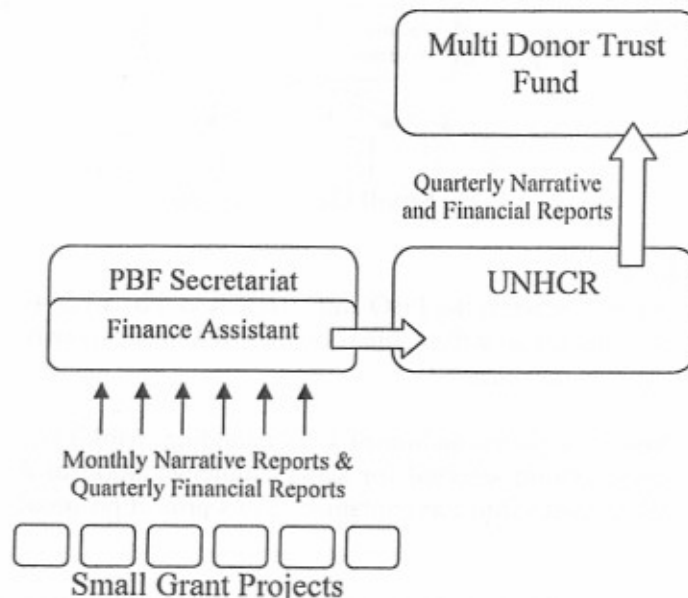 Multi Donor Trust
Fund
Quarterly Narrative
and Financial Reports
PBF Secretariat
Finance Assistant
UNHCR
Monthly Narrative Reports &
Quarterly Financial Reports
Small Grant Projects